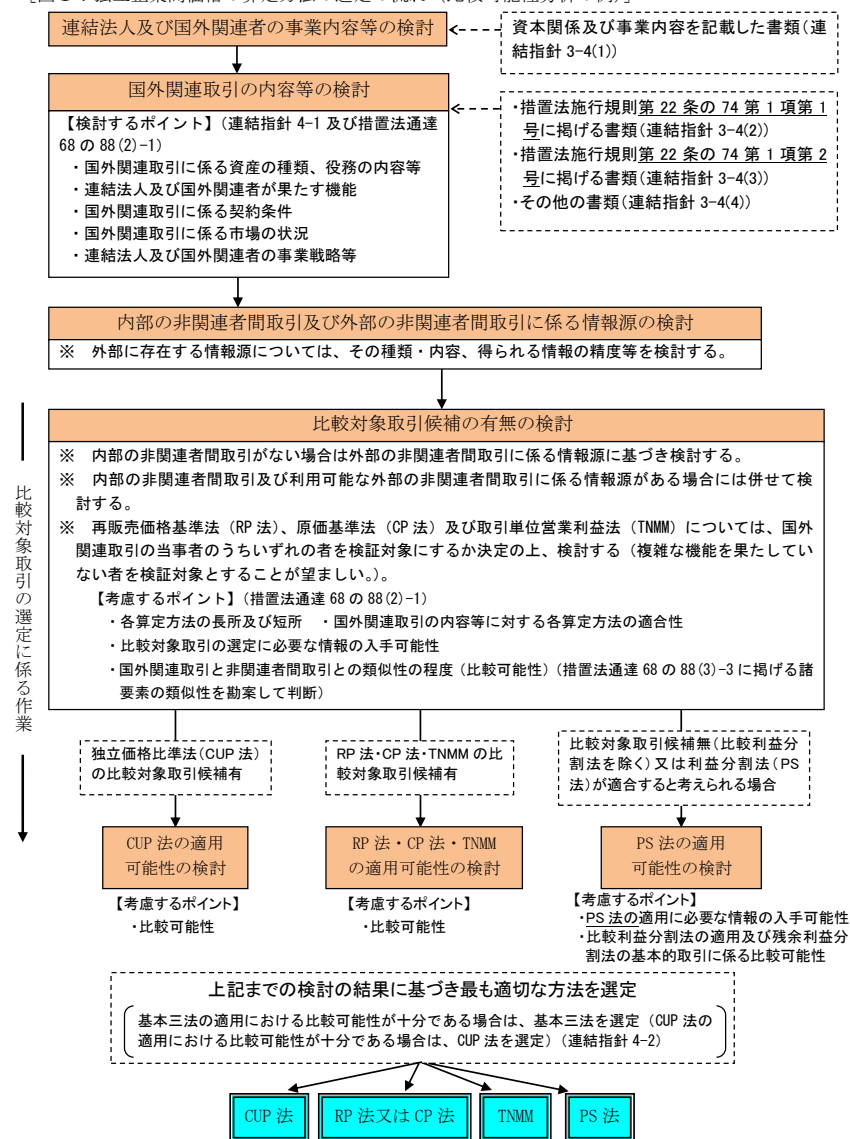 連結法人及び国外関連者の事業内容等の検討
資本関係及び事業内容を記載した書類(連
結指針 3-4(1))
国外関連取引の内容等の検討
【検討するポイント】(連結指針 4-1 及び措置法通達
68 の 88(2)-1)
・国外関連取引に係る資産の種類、役務の内容等
・連結法人及び国外関連者が果たす機能
・国外関連取引に係る契約条件
・国外関連取引に係る市場の状況
・連結法人及び国外関連者の事業戦略等
・措置法施行規則第 22 条の 74 第 1 項第 1
号に掲げる書類(連結指針 3-4(2))
・措置法施行規則第 22 条の 74 第 1 項第 2
号に掲げる書類(連結指針 3-4(3))
・その他の書類(連結指針 3-4(4))
内部の非関連者間取引及び外部の非関連者間取引に係る情報源の検討
※ 外部に存在する情報源については、その種類・内容、得られる情報の精度等を検討する。
比較対象取引の選定に係る作業
比較対象取引候補の有無の検討
※ 内部の非関連者間取引がない場合は外部の非関連者間取引に係る情報源に基づき検討する。
※ 内部の非関連者間取引及び利用可能な外部の非関連者間取引に係る情報源がある場合には併せて検
討する。
※ 再販売価格基準法（RP 法）、原価基準法（CP 法）及び取引単位営業利益法（TNMM）については、国外
関連取引の当事者のうちいずれの者を検証対象にするか決定の上、検討する（複雑な機能を果たしてい
ない者を検証対象とすることが望ましい。）。
【考慮するポイント】(措置法通達 68 の 88(2)-1)
・各算定方法の長所及び短所 ・国外関連取引の内容等に対する各算定方法の適合性
・比較対象取引の選定に必要な情報の入手可能性
・国外関連取引と非関連者間取引との類似性の程度（比較可能性）(措置法通達 68 の 88(3)-3 に掲げる諸
要素の類似性を勘案して判断)
独立価格比準法(CUP 法)
の比較対象取引候補有
RP 法・CP 法・TNMM の比
較対象取引候補有
比較対象取引候補無(比較利益分
割法を除く)又は利益分割法(PS
法)が適合すると考えられる場合
CUP 法の適用
可能性の検討
RP 法・CP 法・TNMM
の適用可能性の検討
PS 法の適用
可能性の検討
【考慮するポイント】
・比較可能性
【考慮するポイント】
・比較可能性
【考慮するポイント】
・PS 法の適用に必要な情報の入手可能性
・比較利益分割法の適用及び残余利益分
割法の基本的取引に係る比較可能性
上記までの検討の結果に基づき最も適切な方法を選定
基本三法の適用における比較可能性が十分である場合は、基本三法を選定（CUP 法の
適用における比較可能性が十分である場合は、CUP 法を選定）(連結指針 4-2)
CUP 法
RP 法又は CP 法
TNMM
PS 法